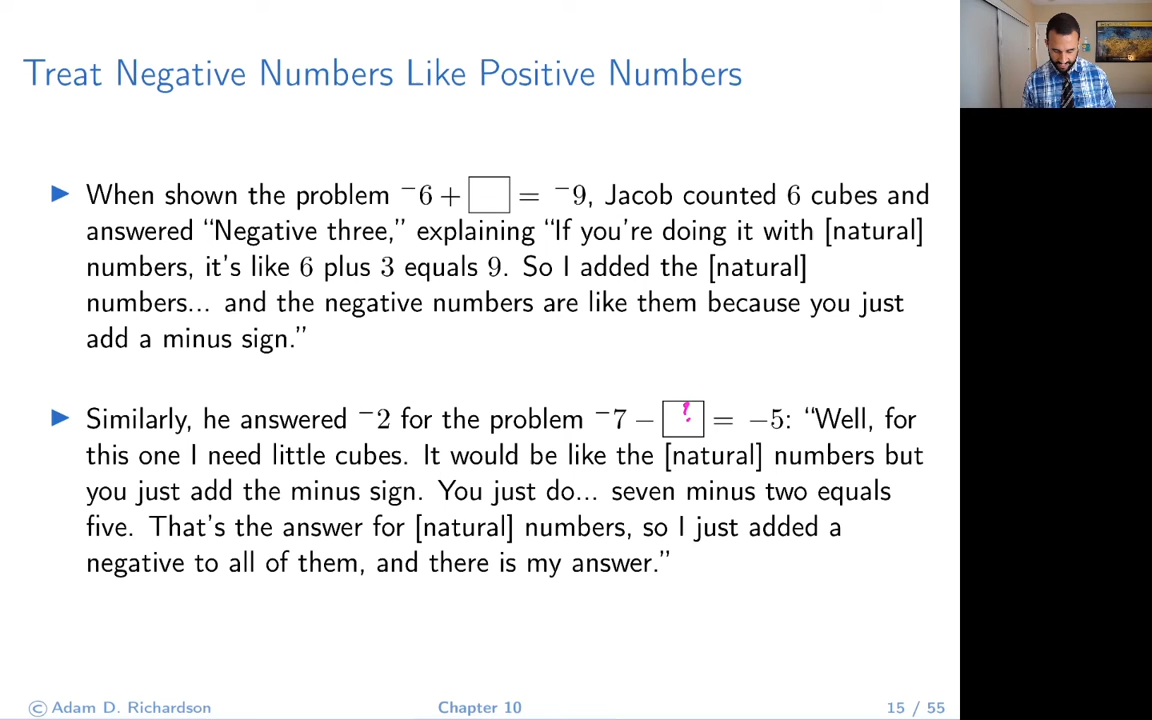 Treat Negative Numbers Like Positive Numbers
▶ When shown the problem ⁻6 + □ = ⁻9, Jacob counted 6 cubes and
answered “Negative three,” explaining “If you’re doing it with [natural]
numbers, it’s like 6 plus 3 equals 9. So I added the [natural]
numbers... and the negative numbers are like them because you just
add a minus sign.”
▶ Similarly, he answered ⁻2 for the problem ⁻7 − ? = −5: “Well, for
this one I need little cubes. It would be like the [natural] numbers but
you just add the minus sign. You just do... seven minus two equals
five. That’s the answer for [natural] numbers, so I just added a
negative to all of them, and there is my answer.”
© Adam D. Richardson Chapter 10 15 / 55